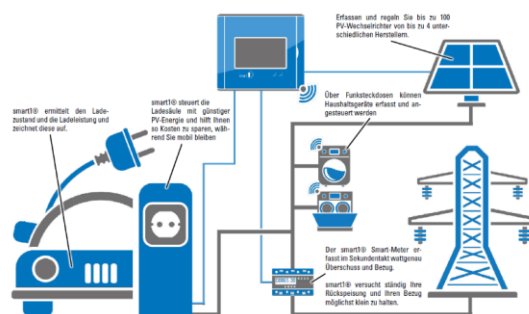 Erfassen und regeln Sie bis zu 100
PV-Wechselrichter von bis zu 4 unter-
schiedlichen Herstellern.
smart1® ermittelt den Lade-
zustand und die Ladeleistung und
zeichnet diese auf.
smart1® steuert die
Ladesäule mit günstiger
PV-Energie und hilft Ihnen
so Kosten zu sparen, wäh-
rend Sie mobil bleiben
Über Funksteckdosen können
Haushaltsgeräte erfasst und an-
gesteuert werden
Der smart1® Smart-Meter er-
fasst im Sekundentakt wattgenau
Überschuss und Bezug.
smart1® versucht ständig Ihre
Rückspeisung und Ihren Bezug
möglichst klein zu halten.